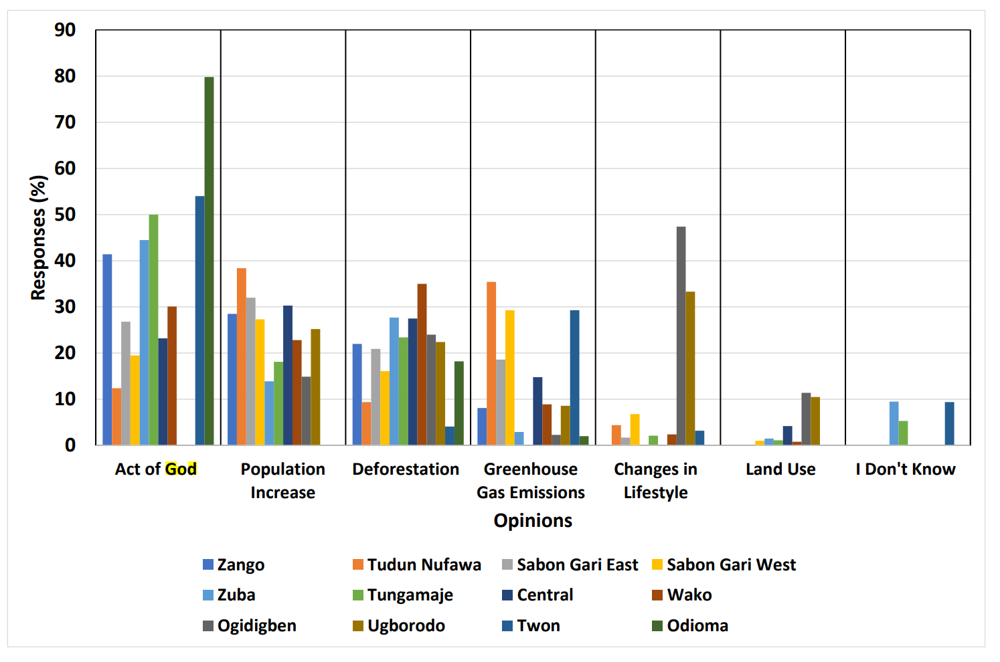 90
80
70
60
50
40
30
20
10
0
Responses (%)
Act of God
Population
Increase
Deforestation
Greenhouse
Gas Emissions
Changes in
Lifestyle
Land Use
I Don't Know
Opinions
Zango
Tudun Nufawa
Sabon Gari East
Sabon Gari West
Zuba
Tungamaje
Central
Wako
Ogidigben
Ugborodo
Twon
Odioma